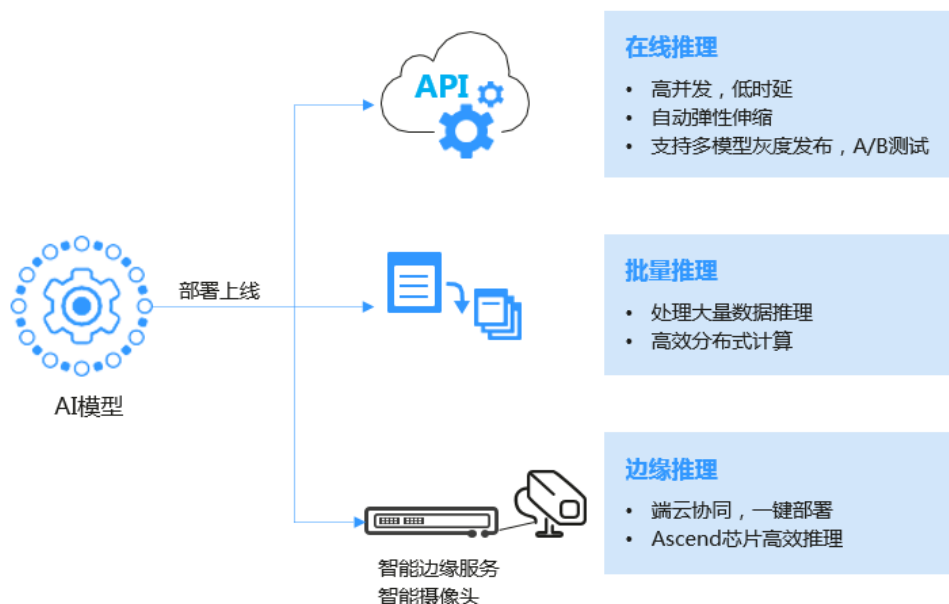 API
在线推理
• 高并发，低时延
• 自动弹性伸缩
• 支持多模型灰度发布，A/B测试
部署上线
AI模型
批量推理
• 处理大量数据推理
• 高效分布式计算
智能边缘服务
智能摄像头
边缘推理
• 端云协同，一键部署
• Ascend芯片高效推理